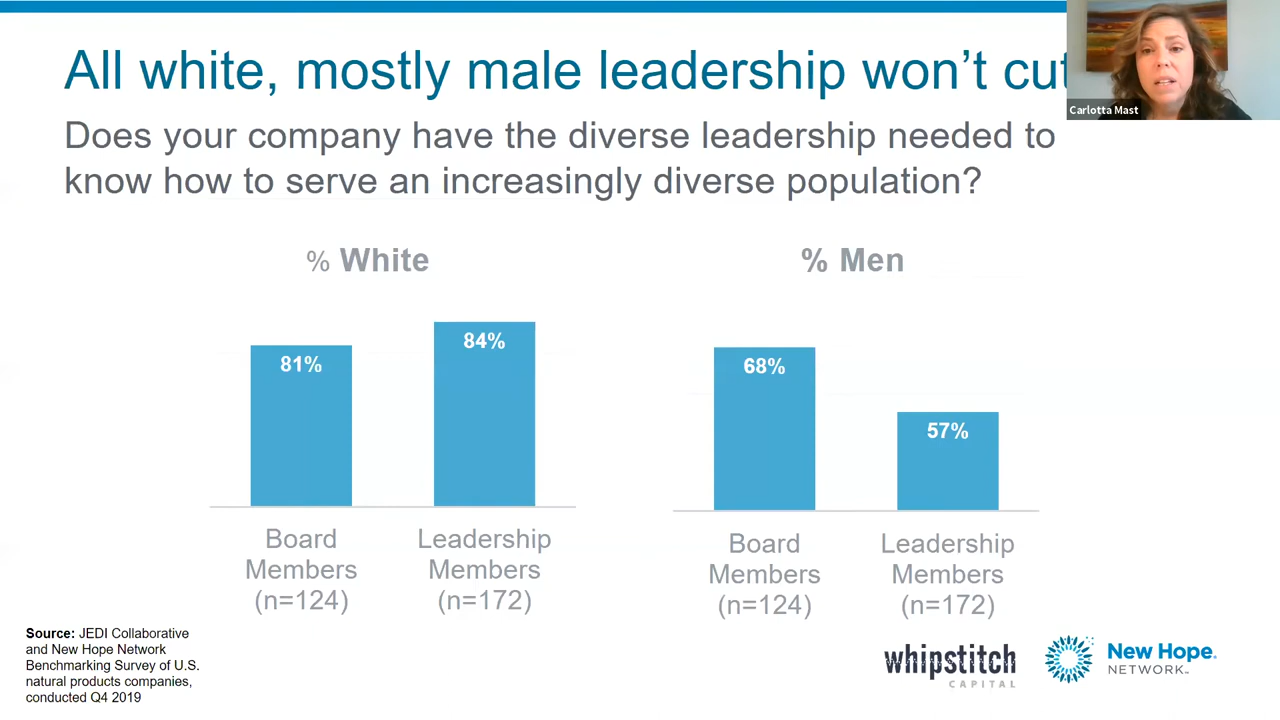 All white, mostly male leadership won’t cut
Carlotta Mast
Does your company have the diverse leadership needed to
know how to serve an increasingly diverse population?
% White
% Men
81%
84%
68%
57%
Board
Members
(n=124)
Leadership
Members
(n=172)
Board
Members
(n=124)
Leadership
Members
(n=172)
Source: JEDI Collaborative
and New Hope Network
Benchmarking Survey of U.S.
natural products companies,
conducted Q4 2019
whipstitch
CAPITAL
New Hope
NETWORK